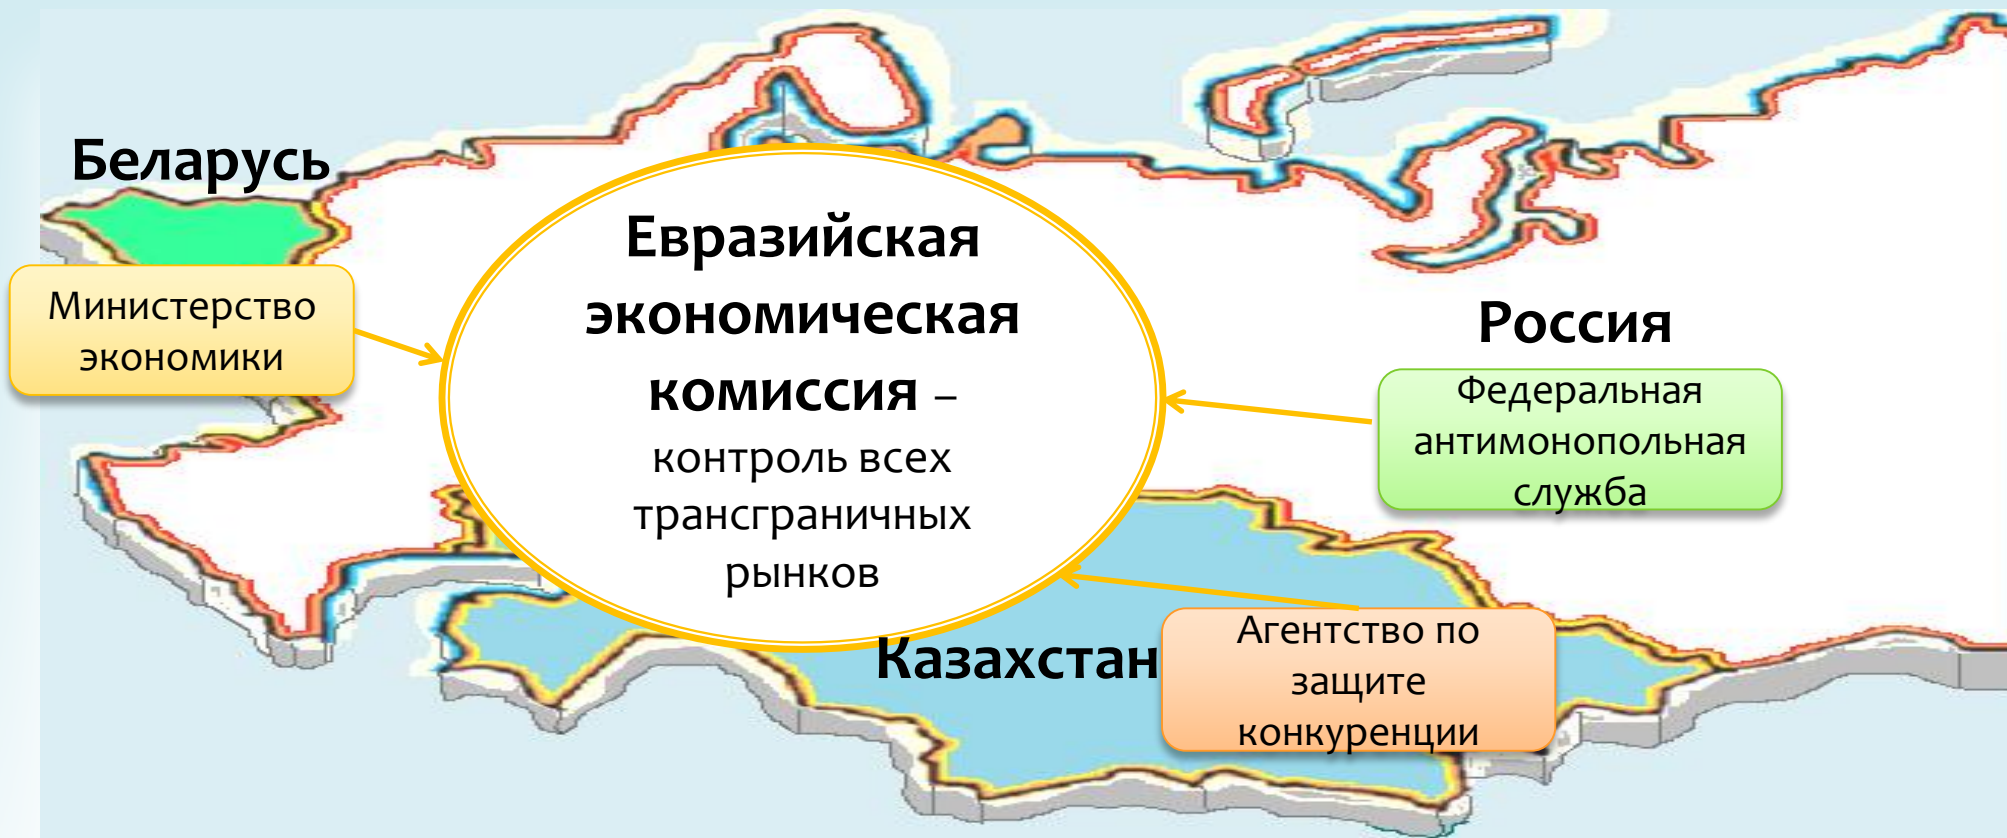 Беларусь
Министерство
экономики
Евразийская
экономическая
комиссия –
контроль всех
трансграничных
рынков
Россия
Федеральная
антимонопольная
служба
Казахстан
Агентство по
защите
конкуренции